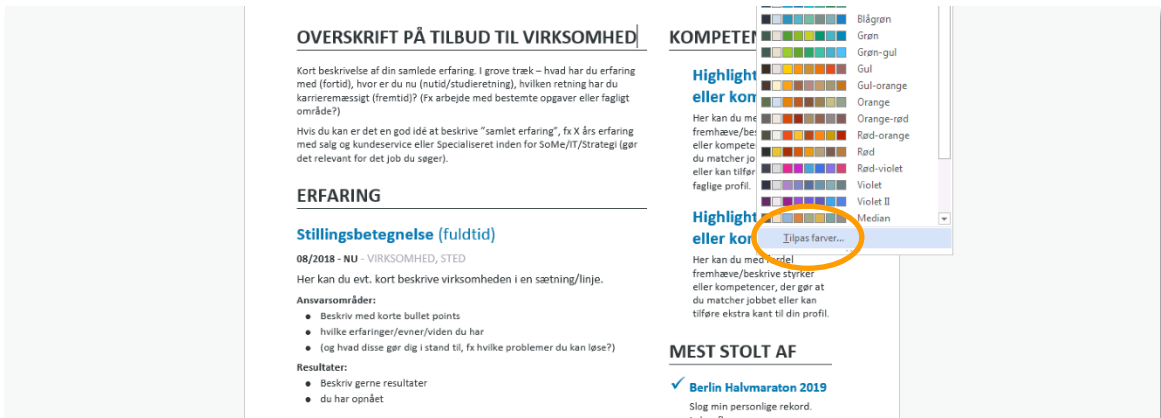 OVERSKRIFT PÅ TILBUD TIL VIRKSOMHED
Kort beskrivelse af din samlede erfaring. I grove træk – hvad har du erfaring
med (fortid), hvor er du nu (nutid/studieretning), hvilken retning har du
karrieremæssigt (fremtid)? (Fx arbejde med bestemte opgaver eller fagligt
område?)
Hvis du kan er det en god idé at beskrive ”samlet erfaring”, fx X års erfaring
med salg og kundeservice eller Specialiseret inden for SoMe/IT/Strategi (gør
det relevant for det job du søger).
ERFARING
Stillingsbetegnelse (fuldtid)
08/2018 - NU - VIRKSOMHED, STED
Her kan du evt. kort beskrive virksomheden i en sætning/linje.
Ansvarsområder:
● Beskriv med korte bullet points
● hvilke erfaringer/evner/viden du har
● (og hvad disse gør dig i stand til, fx hvilke problemer du kan løse?)
Resultater:
● Beskriv gerne resultater
● du har opnået
KOMPETEN
Highlight
eller kom
Her kan du me
fremhæve/bes
eller kompete
du matcher jo
eller kan tilfør
faglige profil.
Highlight
eller kor
Her kan du med fordel
fremhæve/beskrive styrker
eller kompetencer, der gør at
du matcher jobbet eller kan
tilføre ekstra kant til din profil.
MEST STOLT AF
✓ Berlin Halvmaraton 2019
Slog min personlige rekord.
Blågrøn
Grøn
Grøn-gul
Gul
Gul-orange
Orange
Orange-rød
Rød-orange
Rød
Rød-violet
Violet
Violet II
Median
Tilpas farver...